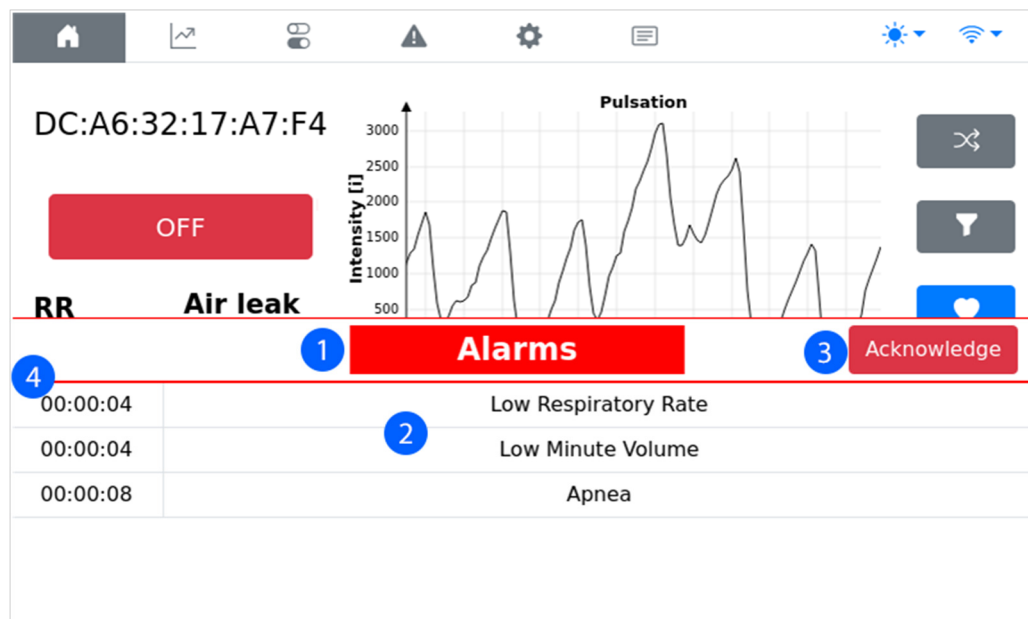 DC:A6:32:17:A7:F4
OFF
RR Air leak
Pulsation
Intensity [i]
3000
2500
2000
1500
1000
500
1 Alarms 3 Acknowledge
4
00:00:04 Low Respiratory Rate
2
00:00:04 Low Minute Volume
00:00:08 Apnea